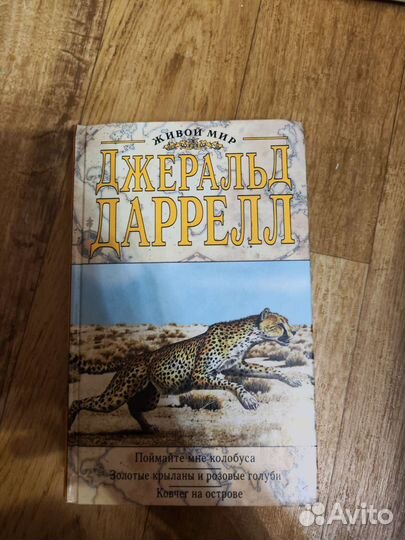 ЖИВОЙ МИР
ДЖЕРАЛЬД
ДАРРЕЛЛ
Поймайте мне колобуса
Золотые крыланы и розовые голуби
Ковчег на острове
Avito